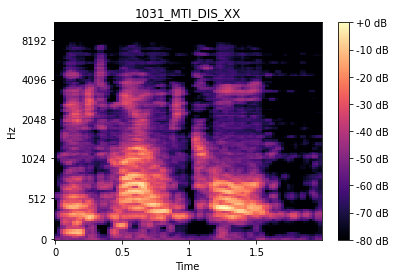 1031_MTI_DIS_XX
+0 dB
8192
-10 dB
4096
-20 dB
-30 dB
2048
Hz
-40 dB
1024
-50 dB
-60 dB
512
-70 dB
0
-80 dB
0
0.5
1
1.5
Time